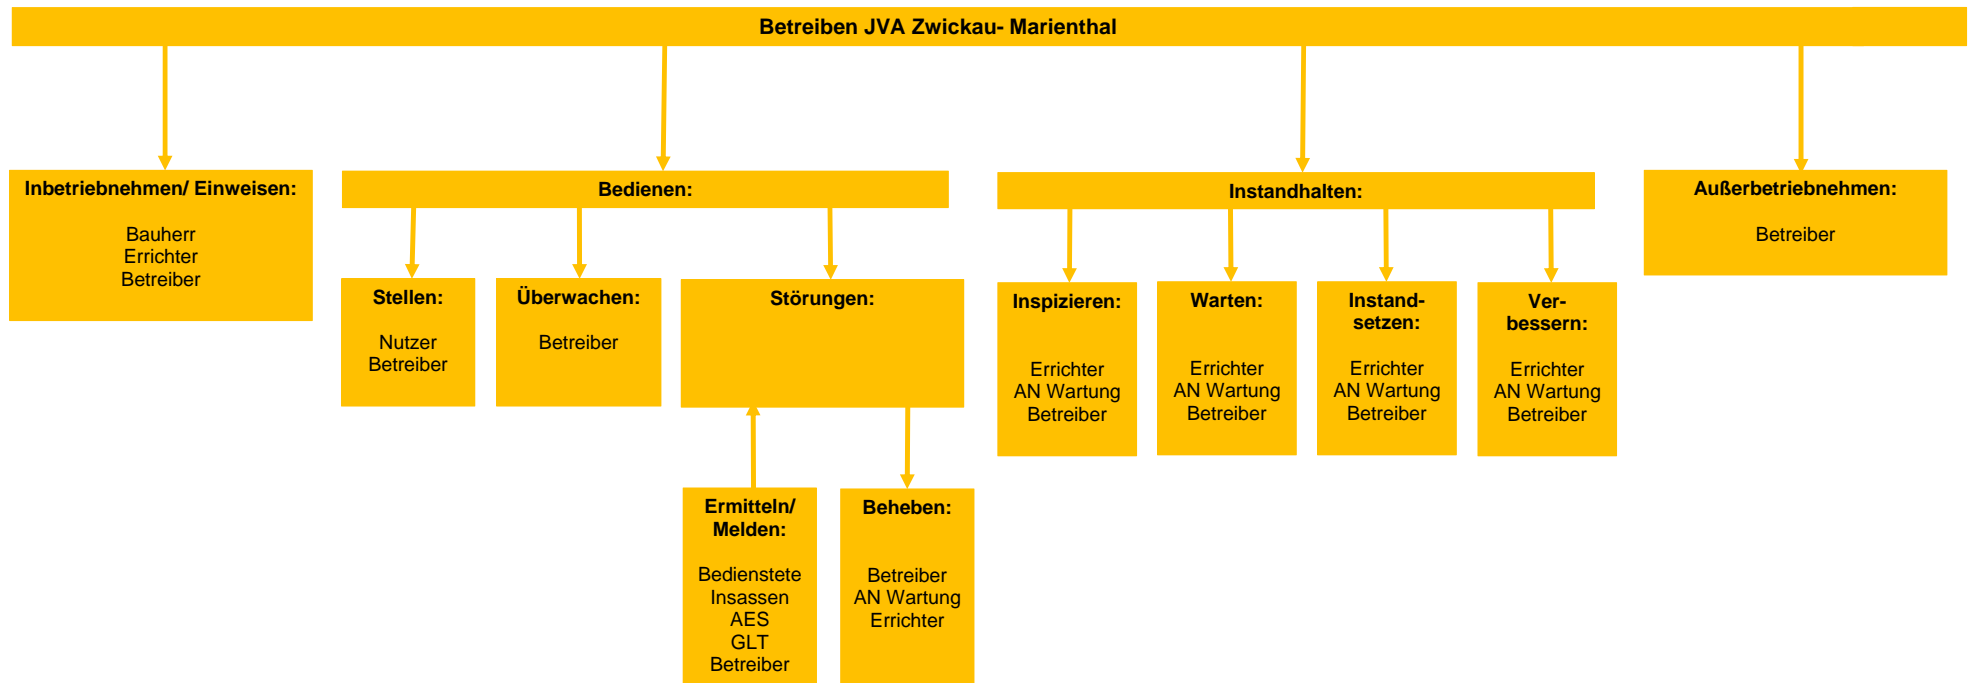 Betreiben JVA Zwickau- Marienthal
Inbetriebnehmen/ Einweisen:
Bauherr
Errichter
Betreiber
Bedienen:
Stellen:
Nutzer
Betreiber
Überwachen:
Betreiber
Störungen:
Ermitteln/
Melden:
Bedienstete
Insassen
AES
GLT
Betreiber
Beheben:
Betreiber
AN Wartung
Errichter
Instandhalten:
Inspizieren:
Errichter
AN Wartung
Betreiber
Warten:
Errichter
AN Wartung
Betreiber
Instand-
setzen:
Errichter
AN Wartung
Betreiber
Ver-
bessern:
Errichter
AN Wartung
Betreiber
Außerbetriebnehmen:
Betreiber